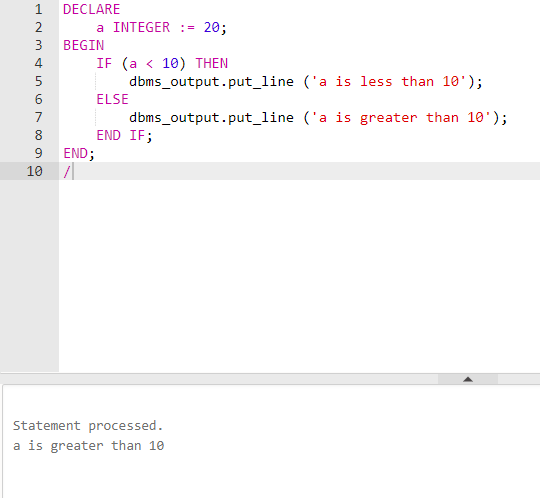 1 DECLARE
2 a INTEGER := 20;
3 BEGIN
4 IF (a < 10) THEN
5 dbms_output.put_line ('a is less than 10');
6 ELSE
7 dbms_output.put_line ('a is greater than 10');
8 END IF;
9 END;
10 /
Statement processed.
a is greater than 10